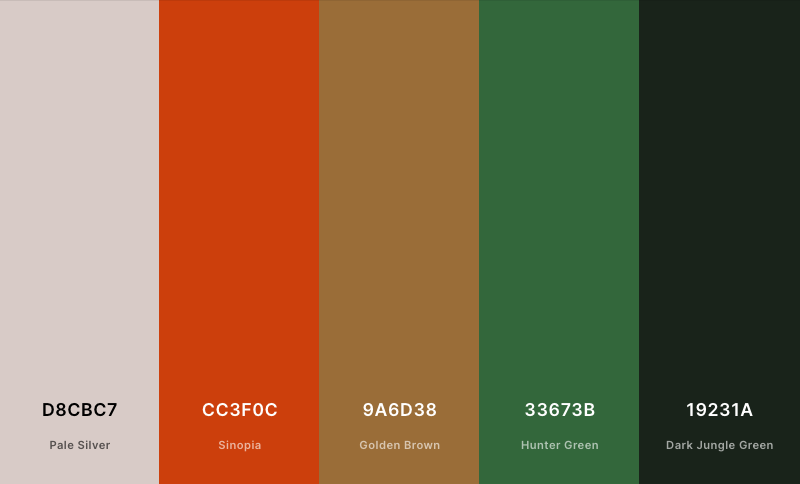 D8CBC7
Pale Silver
CC3F0C
Sinopia
9A6D38
Golden Brown
33673B
Hunter Green
19231A
Dark Jungle Green